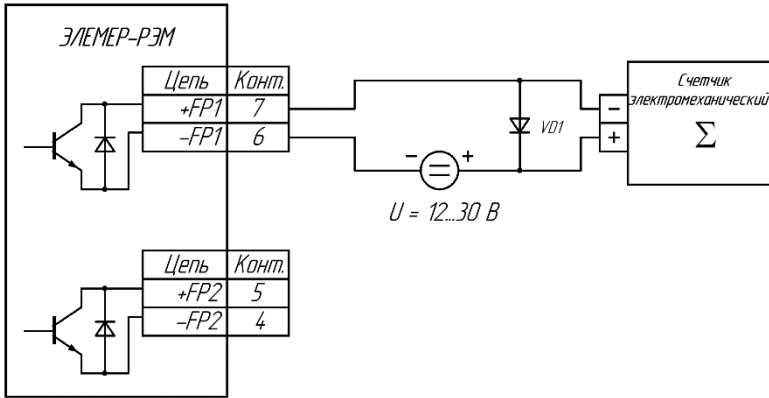 ЭЛЕМЕР-РЭМ
Цепь Конт.
+FP1 7
-FP1 6
Цепь Конт.
+FP2 5
-FP2 4
VD1
- +
U = 12...30 В
Счетчик
электромеханический
-
+
Σ